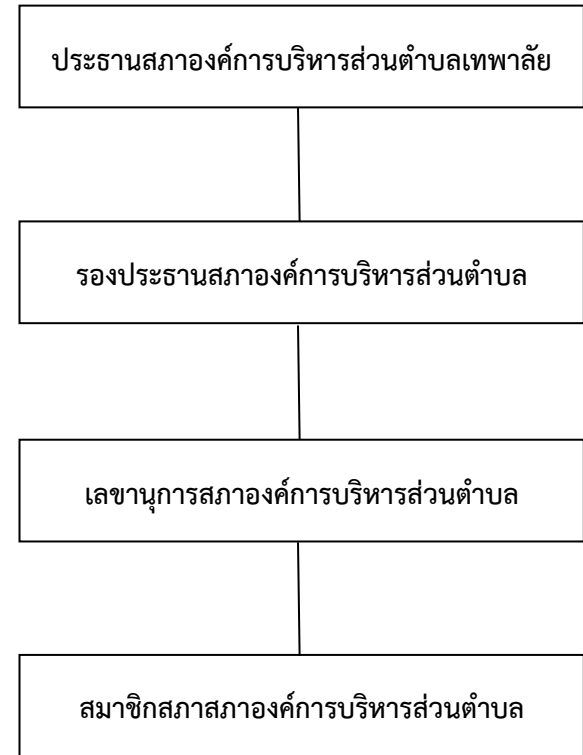 ประธานสภาองค์การบริหารส่วนตำบลเทพาลัย
รองประธานสภาองค์การบริหารส่วนตำบล
เลขานุการสภาองค์การบริหารส่วนตำบล
สมาชิกสภาสภาองค์การบริหารส่วนตำบล